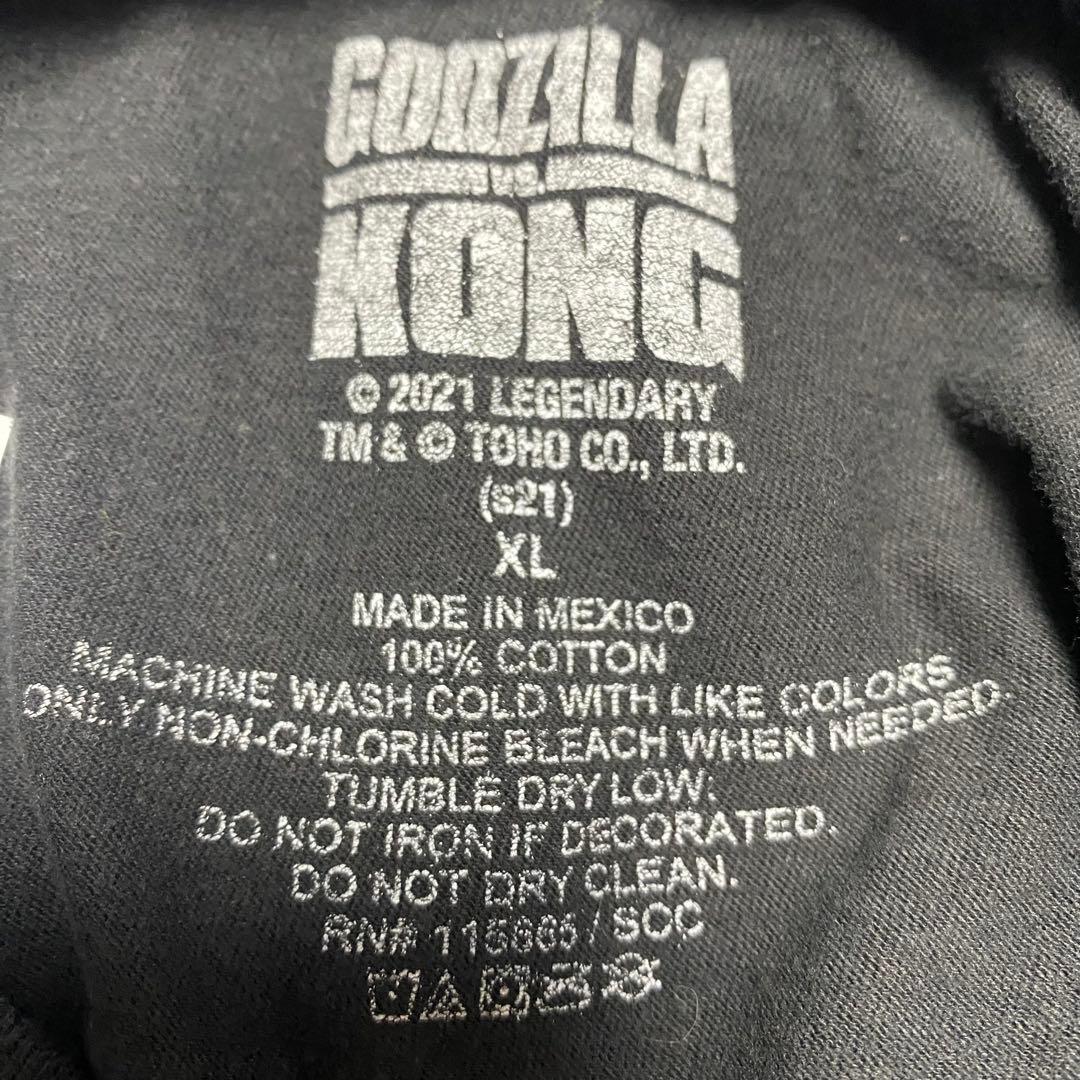 GODZILLA
vs.
KONG
© 2021 LEGENDARY
TM & © TOHO CO., LTD.
(s21)
XL
MADE IN MEXICO
100% COTTON
MACHINE WASH COLD WITH LIKE COLORS
ONLY NON-CHLORINE BLEACH WHEN NEEDED.
TUMBLE DRY LOW.
DO NOT IRON IF DECORATED.
DO NOT DRY CLEAN.
RN# / SCC